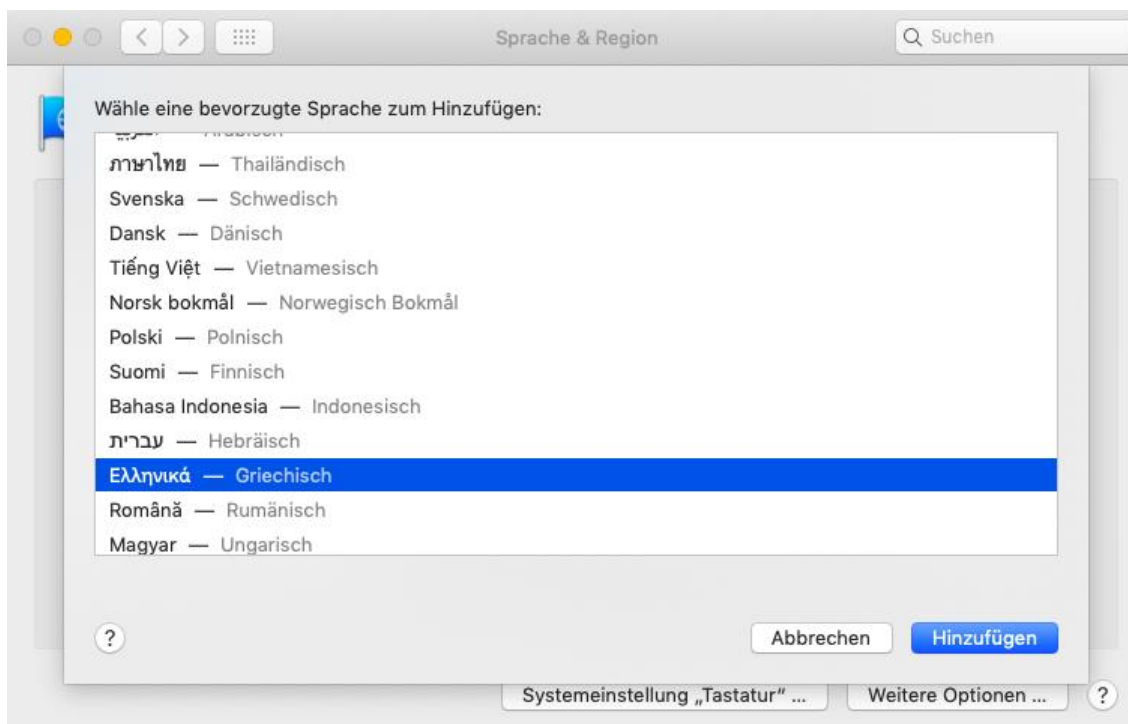 Sprache & Region
Suchen
Wähle eine bevorzugte Sprache zum Hinzufügen:
ภาษาไทย — Thailändisch
Svenska — Schwedisch
Dansk — Dänisch
Tiếng Việt — Vietnamesisch
Norsk bokmål — Norwegisch Bokmål
Polski — Polnisch
Suomi — Finnisch
Bahasa Indonesia — Indonesisch
עברית — Hebräisch
Ελληνικά — Griechisch
Română — Rumänisch
Magyar — Ungarisch
? Abbrechen Hinzufügen
Systemeinstellung „Tastatur“ ... Weitere Optionen ... ?